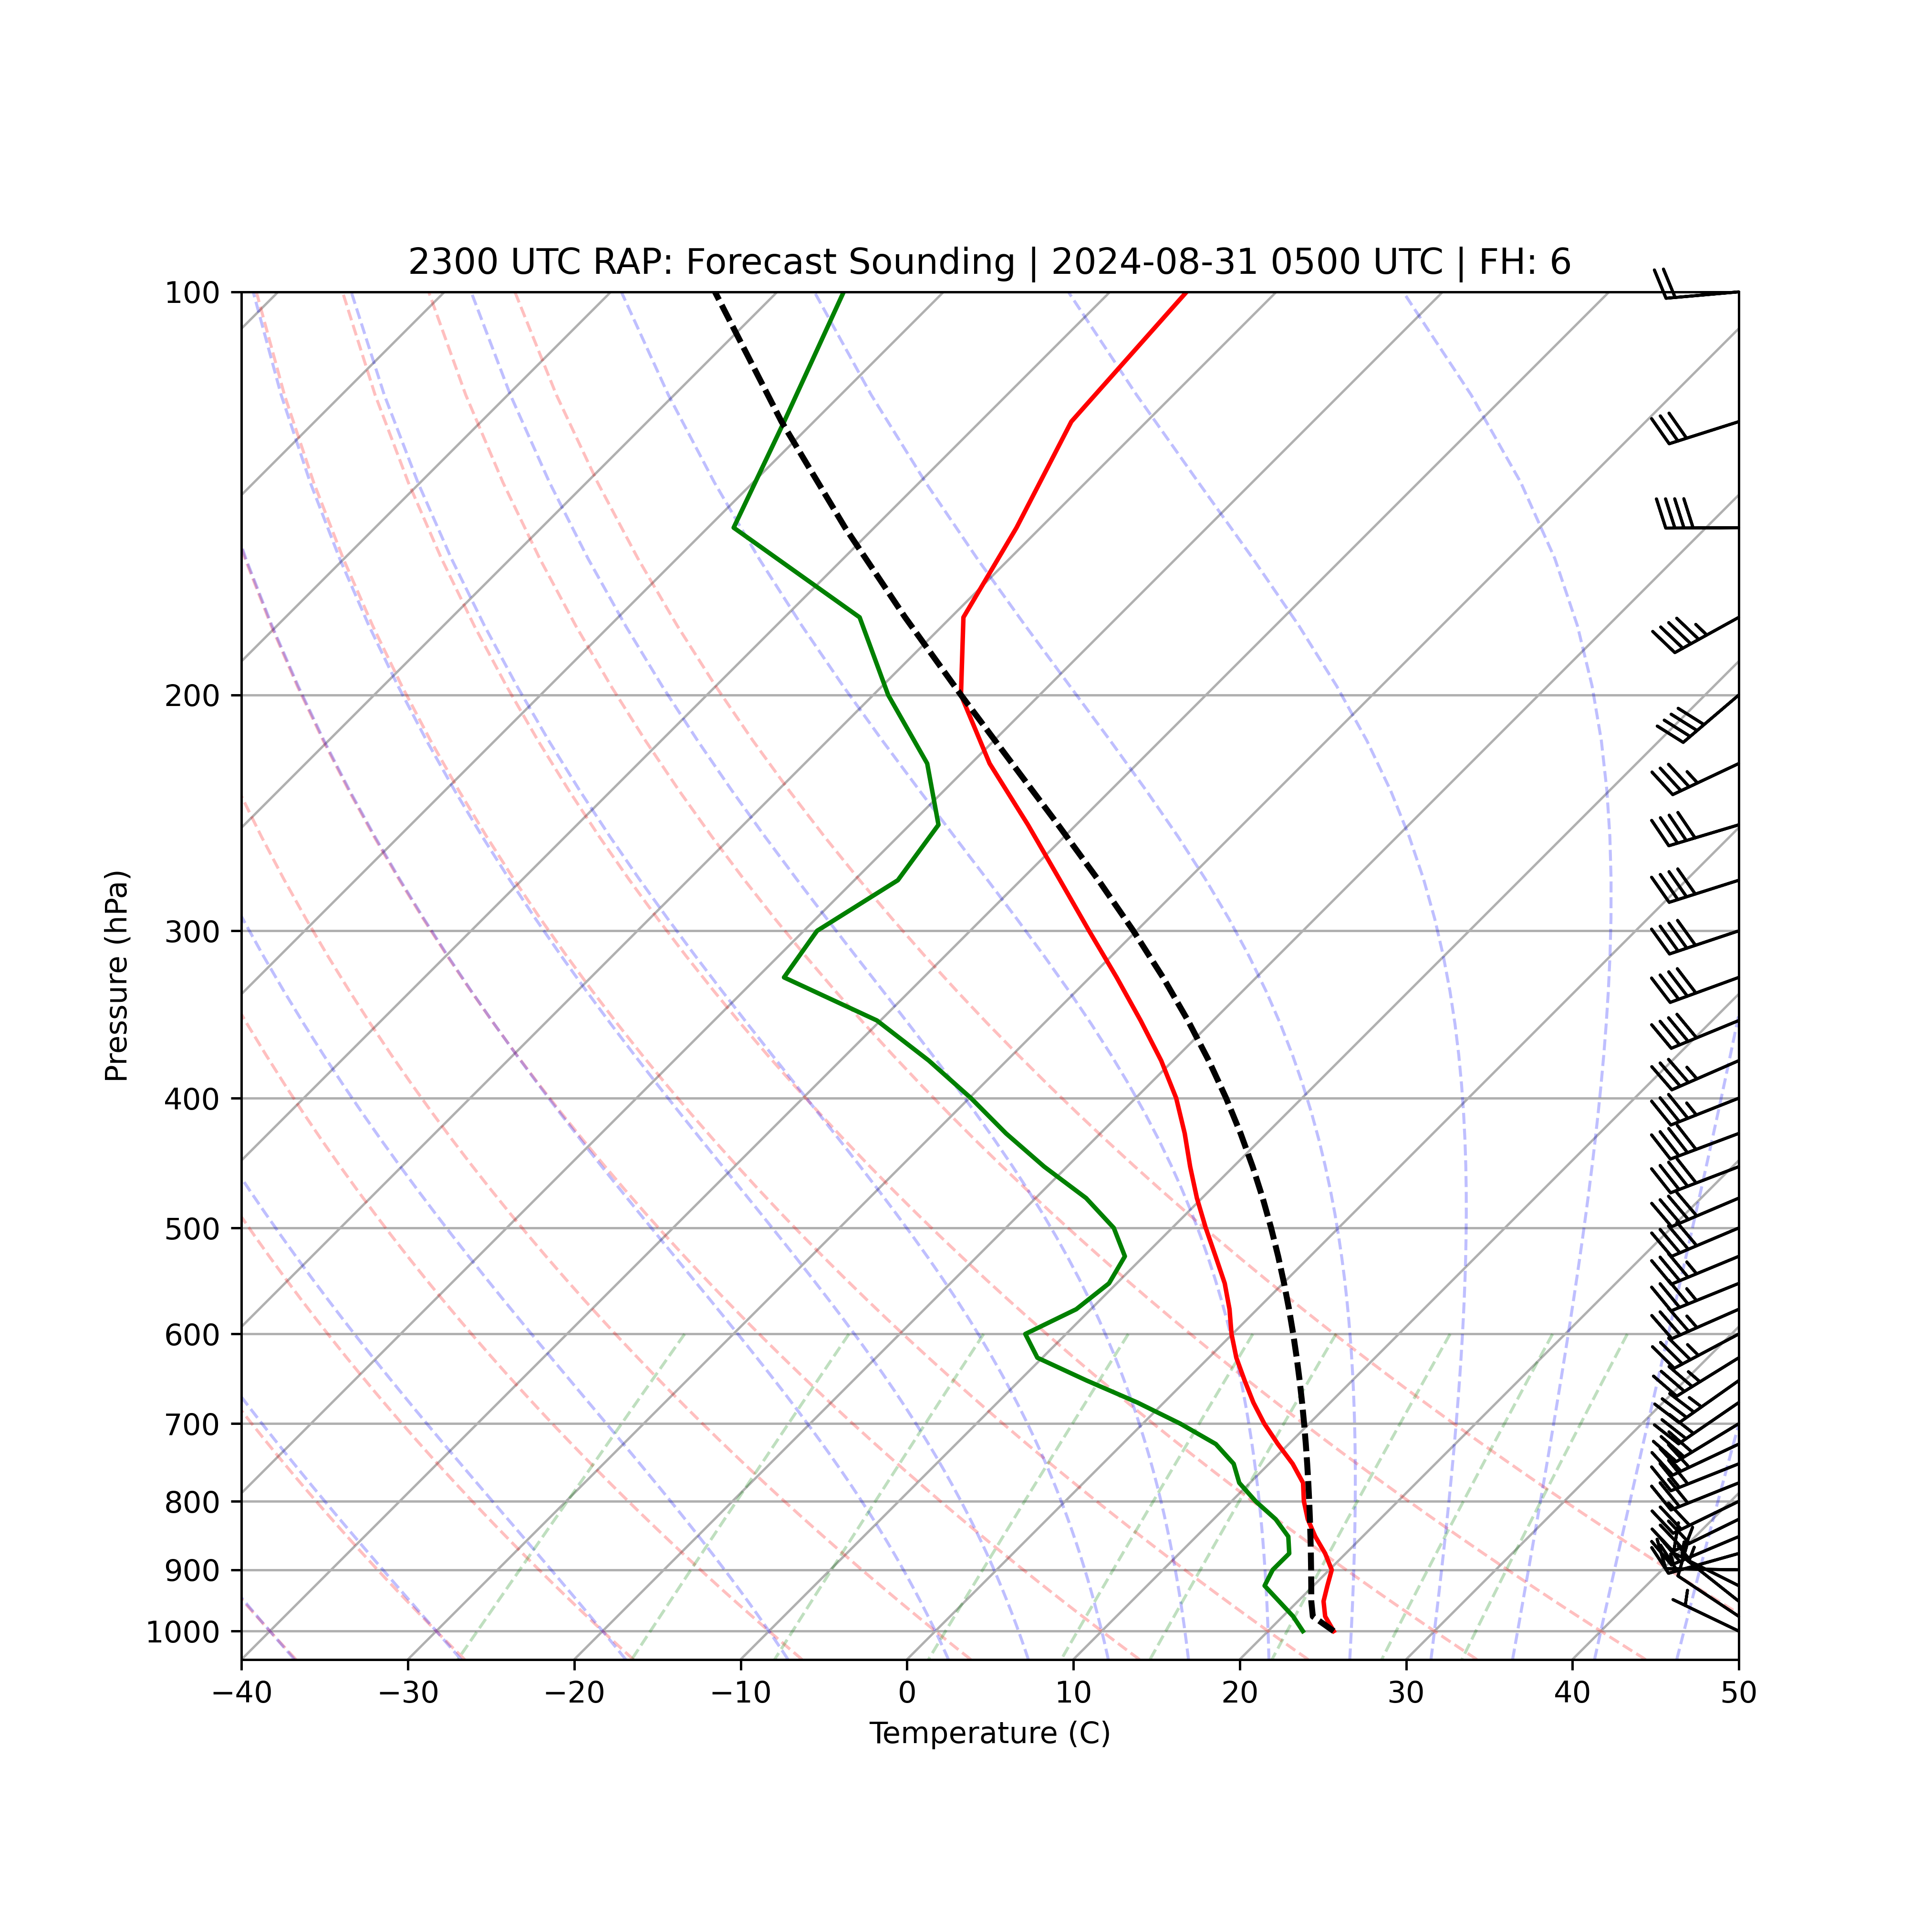 2300 UTC RAP: Forecast Sounding | 2024-08-31 0500 UTC | FH: 6
100
200
300
400
500
600
700
800
900
1000
Pressure (hPa)
−40 −30 −20 −10 0 10 20 30 40 50
Temperature (C)